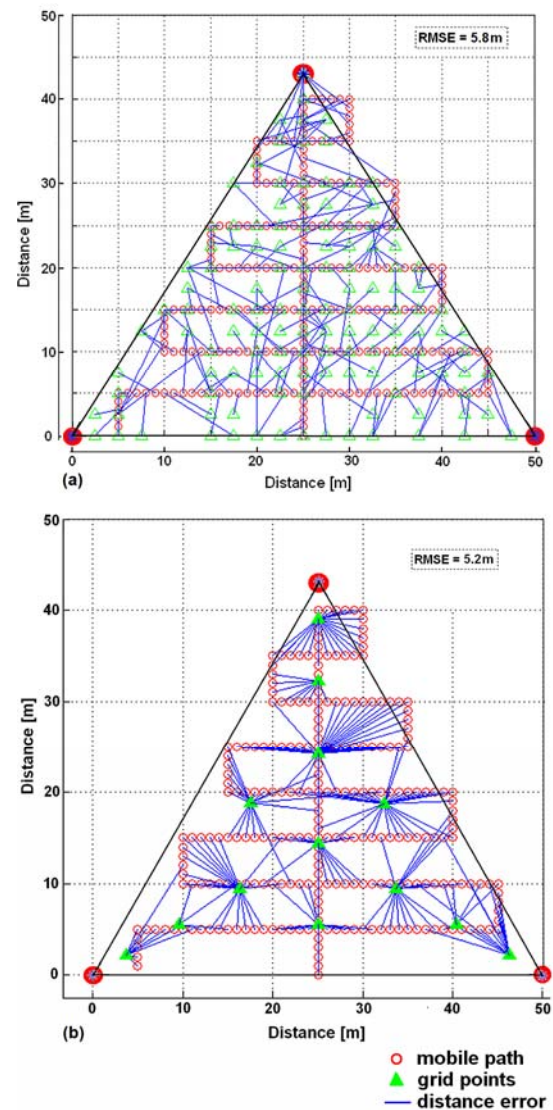 50
40
30
20
10
0
RMSE = 5.8m
Distance [m]
0 10 20 30 40 50
Distance [m]
(a)
50
40
30
20
10
0
RMSE = 5.2m
Distance [m]
0 10 20 30 40 50
Distance [m]
(b)
mobile path
grid points
distance error